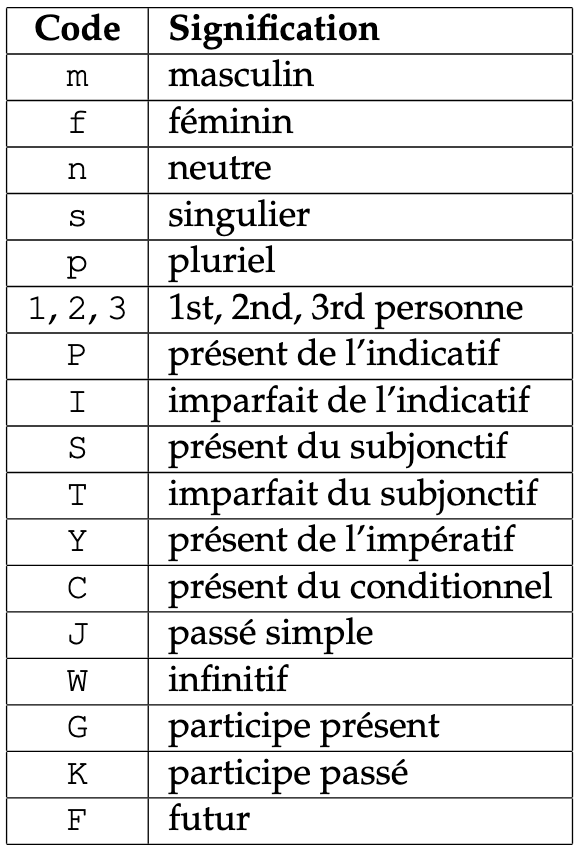 Code Signification
m masculin
f féminin
n neutre
s singulier
p pluriel
1, 2, 3 1st, 2nd, 3rd personne
P présent de l’indicatif
I imparfait de l’indicatif
S présent du subjonctif
T imparfait du subjonctif
Y présent de l’impératif
C présent du conditionnel
J passé simple
W infinitif
G participe présent
K participe passé
F futur